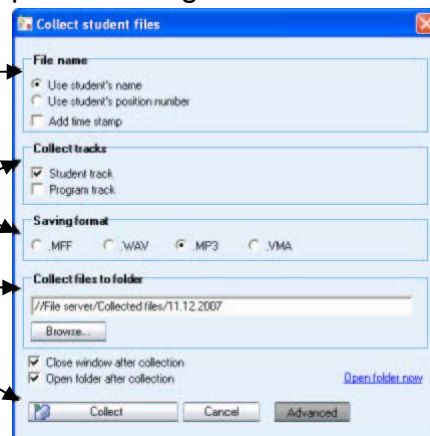 Collect student files
File name
Use student's name
Use student's position number
Add time stamp
Collect tracks
Student track
Program track
Saving format
.MFF .WAV .MP3 .VMA
Collect files to folder
//File server/Collected files/11.12.2007
Browse...
Close window after collection
Open folder after collection
Open folder now
Collect Cancel Advanced